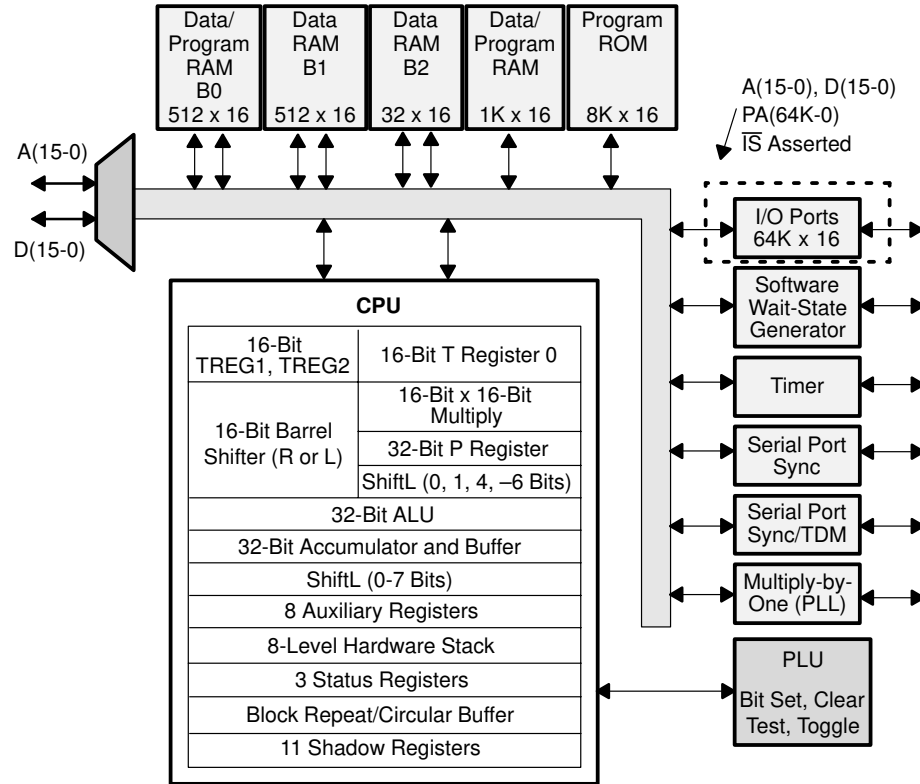 Data/
Program
RAM
B0
512 x 16
Data
RAM
B1
512 x 16
Data
RAM
B2
32 x 16
Data/
Program
RAM
1K x 16
Program
ROM
8K x 16
A(15-0), D(15-0)
PA(64K-0)
IS Asserted
A(15-0)
D(15-0)
I/O Ports
64K x 16
Software
Wait-State
Generator
Timer
Serial Port
Sync
Serial Port
Sync/TDM
Multiply-by-
One (PLL)
PLU
Bit Set, Clear
Test, Toggle
CPU
16-Bit
TREG1, TREG2
16-Bit T Register 0
16-Bit Barrel
Shifter (R or L)
16-Bit x 16-Bit
Multiply
32-Bit P Register
ShiftL (0, 1, 4, –6 Bits)
32-Bit ALU
32-Bit Accumulator and Buffer
ShiftL (0-7 Bits)
8 Auxiliary Registers
8-Level Hardware Stack
3 Status Registers
Block Repeat/Circular Buffer
11 Shadow Registers